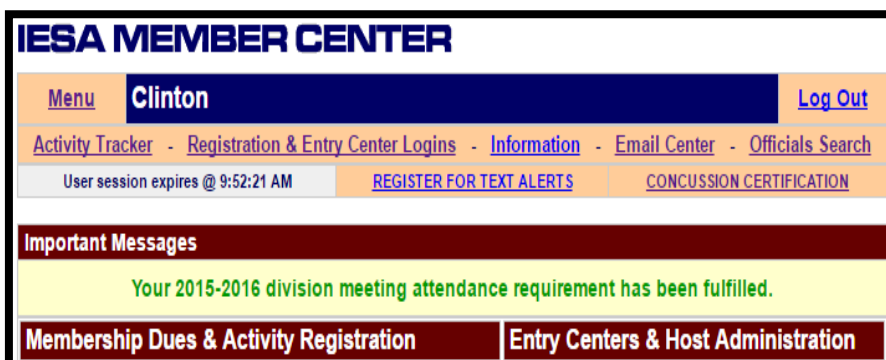 IESA MEMBER CENTER
Menu Clinton Log Out
Activity Tracker - Registration & Entry Center Logins - Information - Email Center - Officials Search
User session expires @ 9:52:21 AM REGISTER FOR TEXT ALERTS CONCUSSION CERTIFICATION
Important Messages
Your 2015-2016 division meeting attendance requirement has been fulfilled.
Membership Dues & Activity Registration Entry Centers & Host Administration